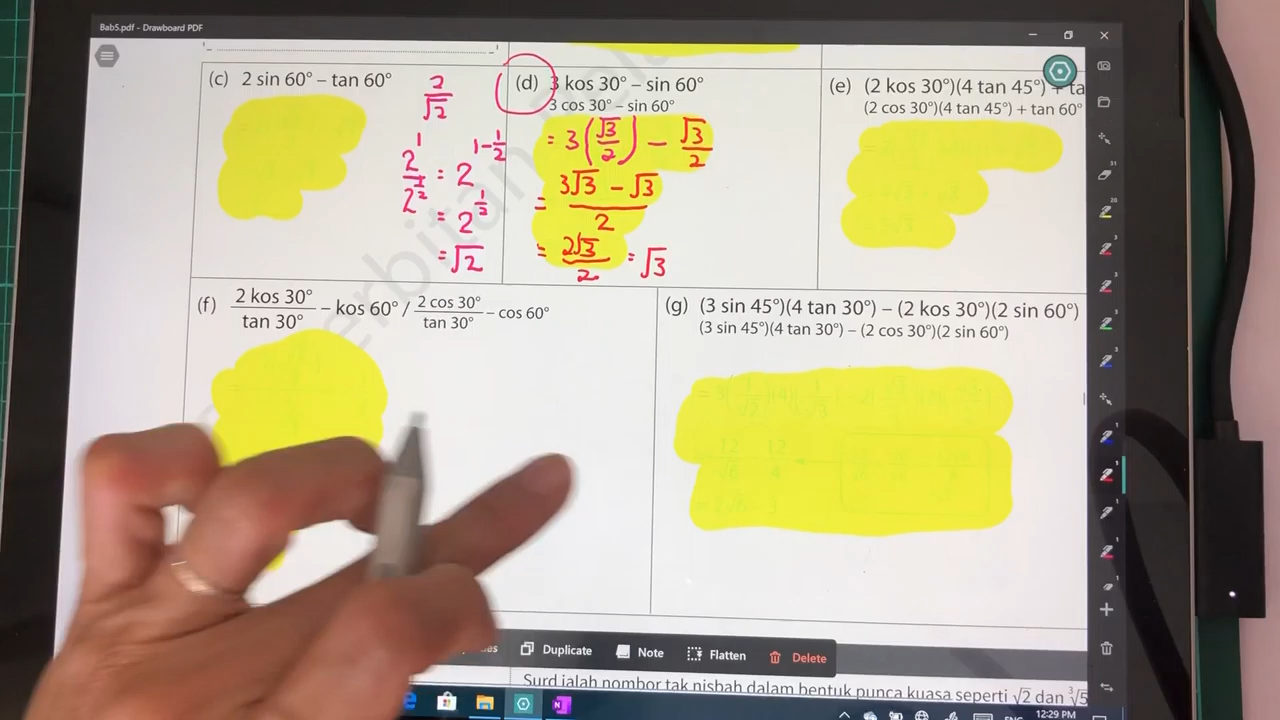 Bab5.pdf - Drawboard PDF
(c) 2 sin 60° – tan 60°
2/√2
2^1/2^(1/2) = 2^(1-1/2)
= 2^(1/2)
= √2
(d) 3 kos 30° – sin 60°
3 cos 30° – sin 60°
= 3(√3/2) – √3/2
= (3√3 – √3)/2
= 2√3/2 = √3
(e) (2 kos 30°)(4 tan 45°) + ta
(2 cos 30°)(4 tan 45°) + tan 60°
(f) 2 kos 30°/tan 30° – kos 60° / 2 cos 30°/tan 30° – cos 60°
(g) (3 sin 45°)(4 tan 30°) – (2 kos 30°)(2 sin 60°)
(3 sin 45°)(4 tan 30°) – (2 cos 30°)(2 sin 60°)
Duplicate Note Flatten Delete
Surd ialah nombor tak nisbah dalam bentuk punca kuasa seperti √2 dan ∛5
12:29 PM